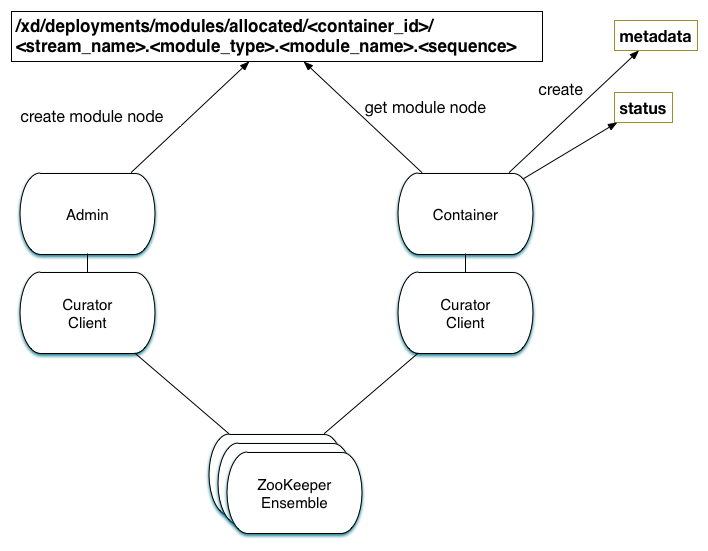 /xd/deployments/modules/allocated/<container_id>/
<stream_name>.<module_type>.<module_name>.<sequence>
metadata
create
status
create module node
get module node
Admin
Container
Curator
Client
Curator
Client
ZooKeeper
Ensemble